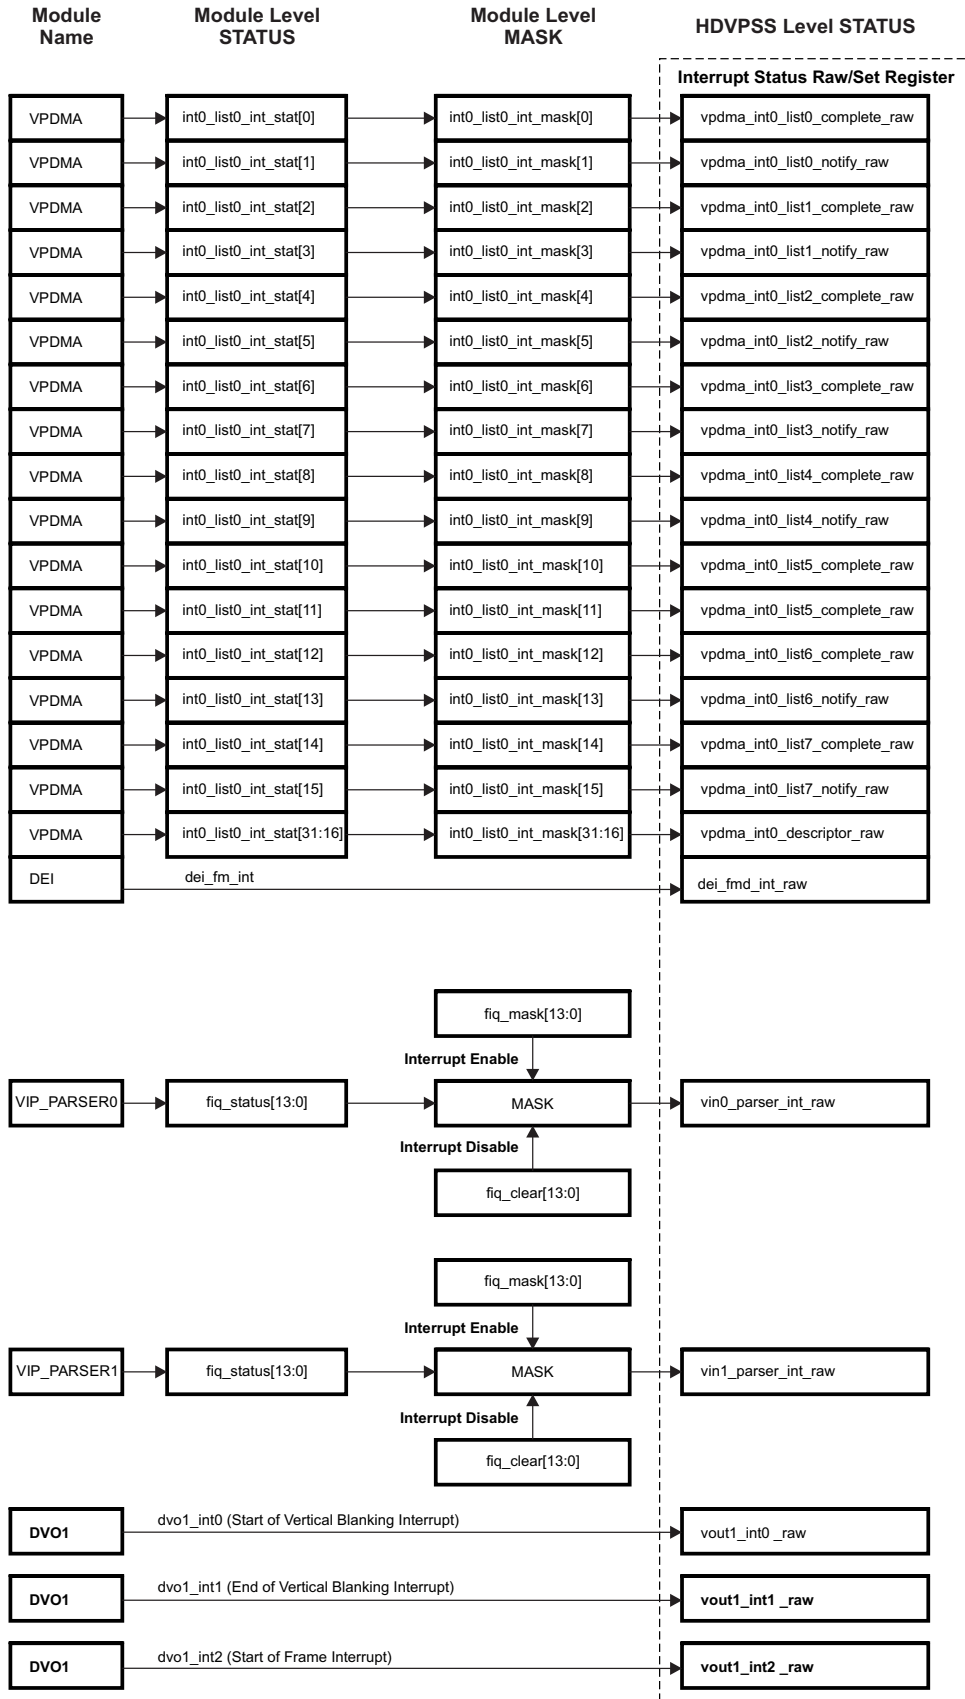 Module Name
Module Level STATUS
Module Level MASK
HDVPSS Level STATUS
Interrupt Status Raw/Set Register
VPDMA int0_list0_int_stat[0] int0_list0_int_mask[0] vpdma_int0_list0_complete_raw
VPDMA int0_list0_int_stat[1] int0_list0_int_mask[1] vpdma_int0_list0_notify_raw
VPDMA int0_list0_int_stat[2] int0_list0_int_mask[2] vpdma_int0_list1_complete_raw
VPDMA int0_list0_int_stat[3] int0_list0_int_mask[3] vpdma_int0_list1_notify_raw
VPDMA int0_list0_int_stat[4] int0_list0_int_mask[4] vpdma_int0_list2_complete_raw
VPDMA int0_list0_int_stat[5] int0_list0_int_mask[5] vpdma_int0_list2_notify_raw
VPDMA int0_list0_int_stat[6] int0_list0_int_mask[6] vpdma_int0_list3_complete_raw
VPDMA int0_list0_int_stat[7] int0_list0_int_mask[7] vpdma_int0_list3_notify_raw
VPDMA int0_list0_int_stat[8] int0_list0_int_mask[8] vpdma_int0_list4_complete_raw
VPDMA int0_list0_int_stat[9] int0_list0_int_mask[9] vpdma_int0_list4_notify_raw
VPDMA int0_list0_int_stat[10] int0_list0_int_mask[10] vpdma_int0_list5_complete_raw
VPDMA int0_list0_int_stat[11] int0_list0_int_mask[11] vpdma_int0_list5_complete_raw
VPDMA int0_list0_int_stat[12] int0_list0_int_mask[12] vpdma_int0_list6_complete_raw
VPDMA int0_list0_int_stat[13] int0_list0_int_mask[13] vpdma_int0_list6_notify_raw
VPDMA int0_list0_int_stat[14] int0_list0_int_mask[14] vpdma_int0_list7_complete_raw
VPDMA int0_list0_int_stat[15] int0_list0_int_mask[15] vpdma_int0_list7_notify_raw
VPDMA int0_list0_int_stat[31:16] int0_list0_int_mask[31:16] vpdma_int0_descriptor_raw
DEI dei_fm_int dei_fmd_int_raw
fiq_mask[13:0]
Interrupt Enable
VIP_PARSER0 fiq_status[13:0] MASK vin0_parser_int_raw
Interrupt Disable
fiq_clear[13:0]
fiq_mask[13:0]
Interrupt Enable
VIP_PARSER1 fiq_status[13:0] MASK vin1_parser_int_raw
Interrupt Disable
fiq_clear[13:0]
DVO1 dvo1_int0 (Start of Vertical Blanking Interrupt) vout1_int0 _raw
DVO1 dvo1_int1 (End of Vertical Blanking Interrupt) vout1_int1 _raw
DVO1 dvo1_int2 (Start of Frame Interrupt) vout1_int2 _raw